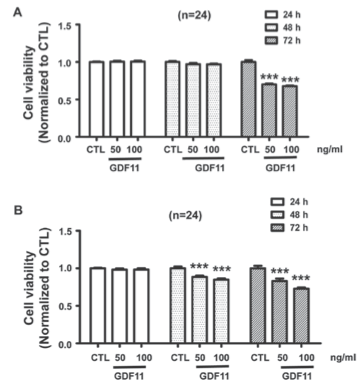 A
(n=24)
24 h
48 h
72 h
Cell viability
(Normalized to CTL)
1.5
1.0
0.5
0.0
*** ***
CTL 50 100 CTL 50 100 CTL 50 100 ng/ml
GDF11 GDF11 GDF11
B
(n=24)
24 h
48 h
72 h
Cell viability
(Normalized to CTL)
1.5
1.0
0.5
0.0
*** *** *** ***
CTL 50 100 CTL 50 100 CTL 50 100 ng/ml
GDF11 GDF11 GDF11